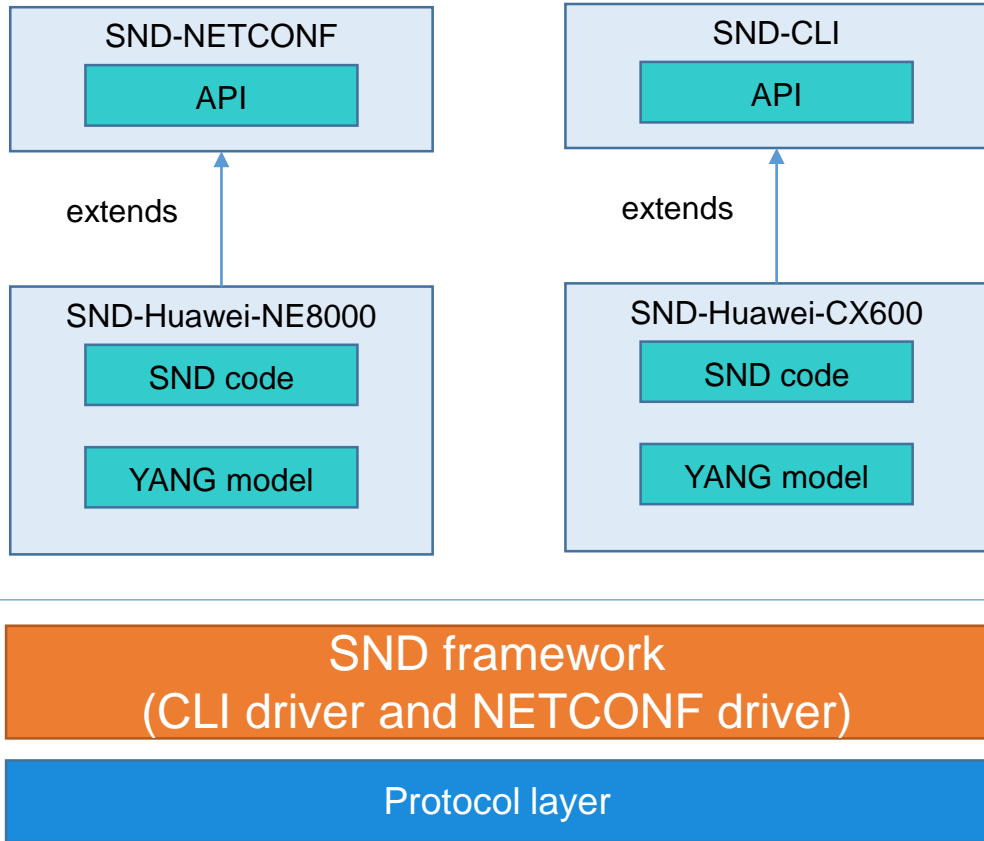 SND-NETCONF
API
extends
SND-Huawei-NE8000
SND code
YANG model
SND-CLI
API
extends
SND-Huawei-CX600
SND code
YANG model
SND framework
(CLI driver and NETCONF driver)
Protocol layer